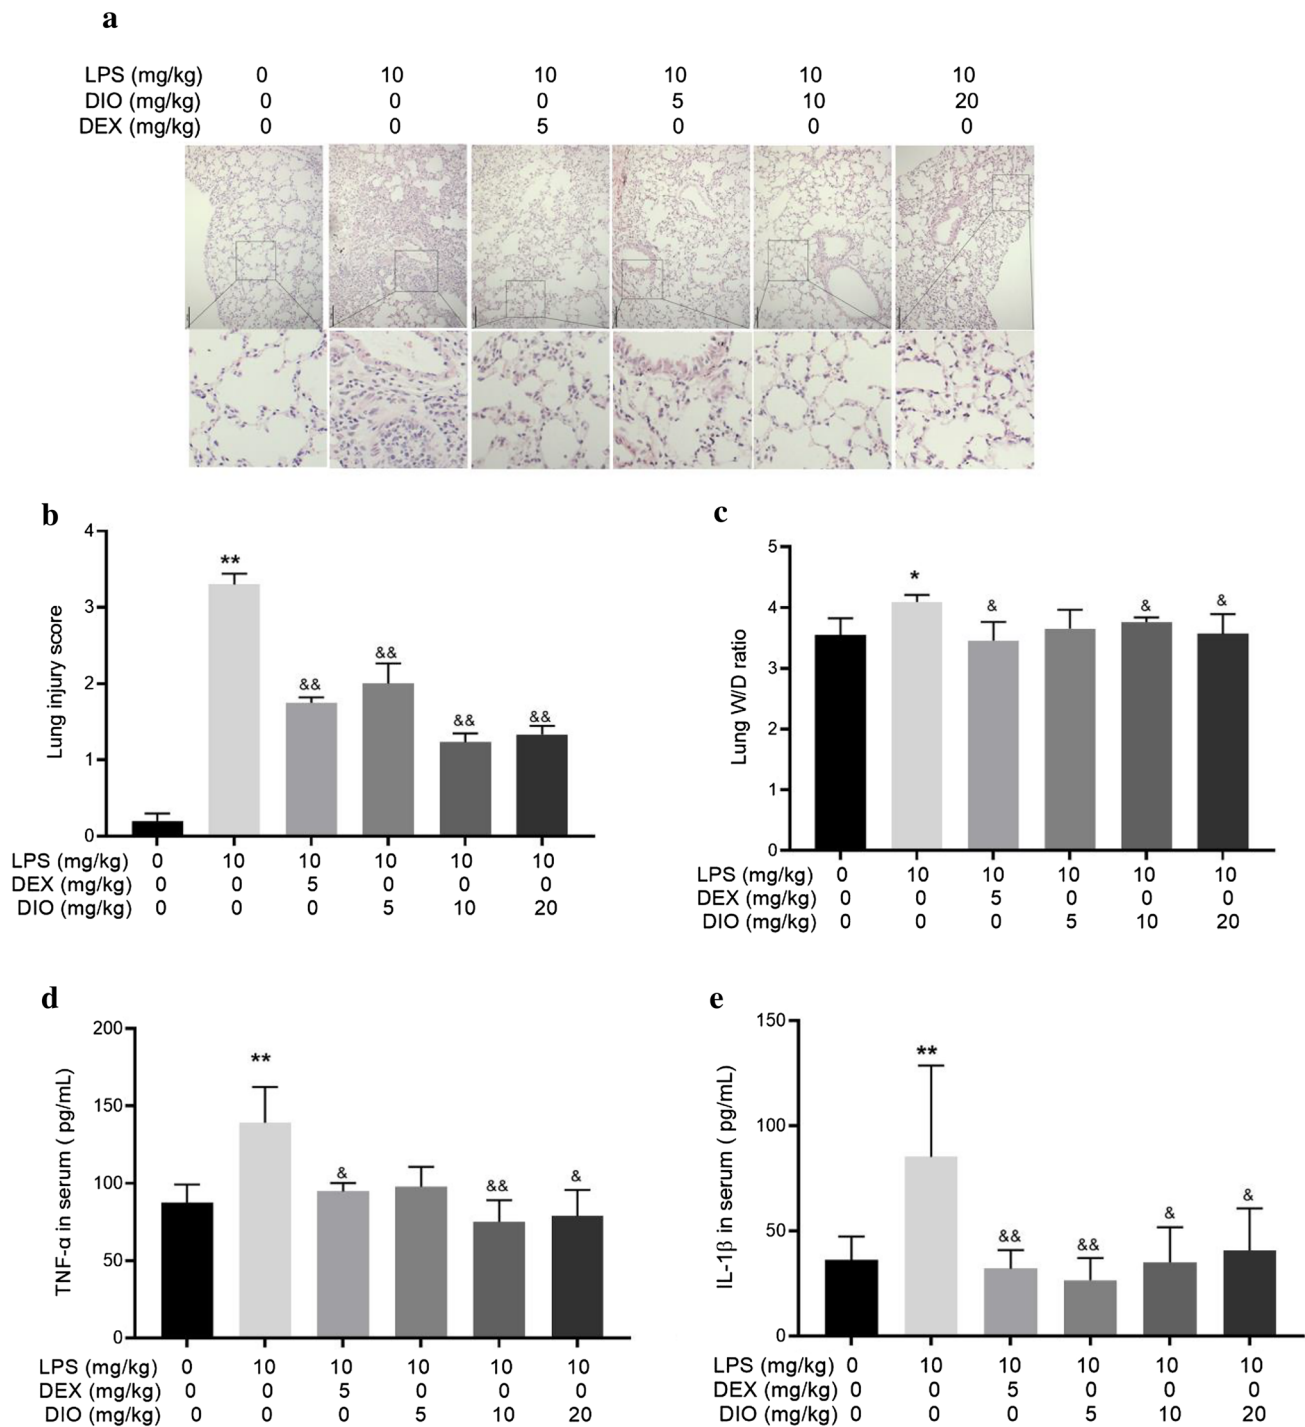 a
LPS (mg/kg) 0 10 10 10 10 10
DIO (mg/kg) 0 0 0 5 10 20
DEX (mg/kg) 0 0 5 0 0 0
b
Lung injury score
4
3
2
1
0
**
&&
&&
&&
&&
LPS (mg/kg) 0 10 10 10 10 10
DEX (mg/kg) 0 0 5 0 0 0
DIO (mg/kg) 0 0 0 5 10 20
c
Lung W/D ratio
5
4
3
2
1
0
*
&
&
&
LPS (mg/kg) 0 10 10 10 10 10
DEX (mg/kg) 0 0 5 0 0 0
DIO (mg/kg) 0 0 0 5 10 20
d
TNF-α in serum ( pg/mL)
200
150
100
50
0
**
&
&&
&
LPS (mg/kg) 0 10 10 10 10 10
DEX (mg/kg) 0 0 5 0 0 0
DIO (mg/kg) 0 0 0 5 10 20
e
IL-1β in serum ( pg/mL)
150
100
50
0
**
&&
&&
&
&
LPS (mg/kg) 0 10 10 10 10 10
DEX (mg/kg) 0 0 5 0 0 0
DIO (mg/kg) 0 0 0 5 10 20